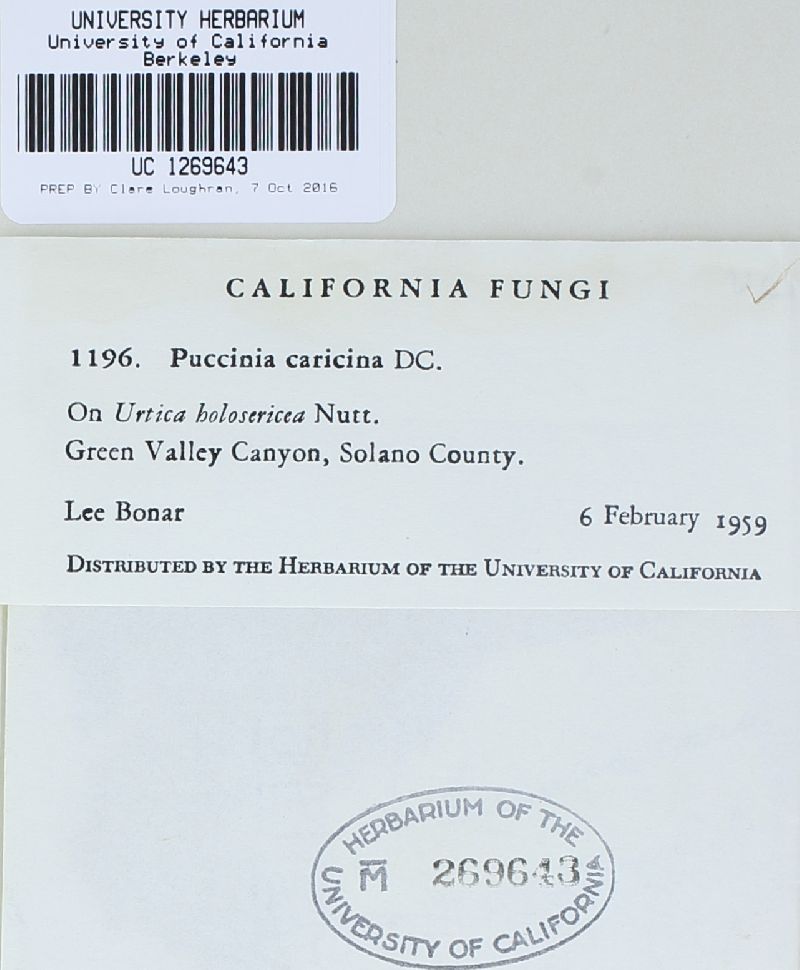 UNIVERSITY HERBARIUM
University of California
Berkeley
UC 1269643
PREP BY Clare Loughran, 7 Oct 2016
CALIFORNIA FUNGI
1196. Puccinia caricina DC.
On Urtica holosericea Nutt.
Green Valley Canyon, Solano County.
Lee Bonar 6 February 1959
DISTRIBUTED BY THE HERBARIUM OF THE UNIVERSITY OF CALIFORNIA
HERBARIUM OF THE
M̅ 269643
UNIVERSITY OF CALIFORNIA